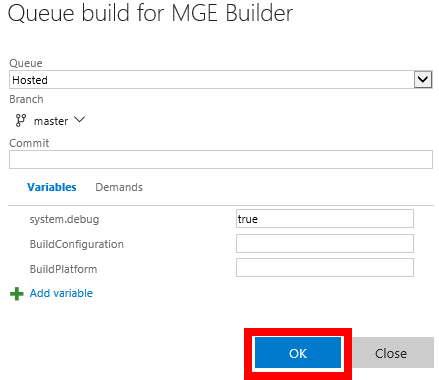 Queue build for MGE Builder
Queue
Hosted
Branch
master
Commit
Variables Demands
system.debug true
BuildConfiguration
BuildPlatform
Add variable
OK Close